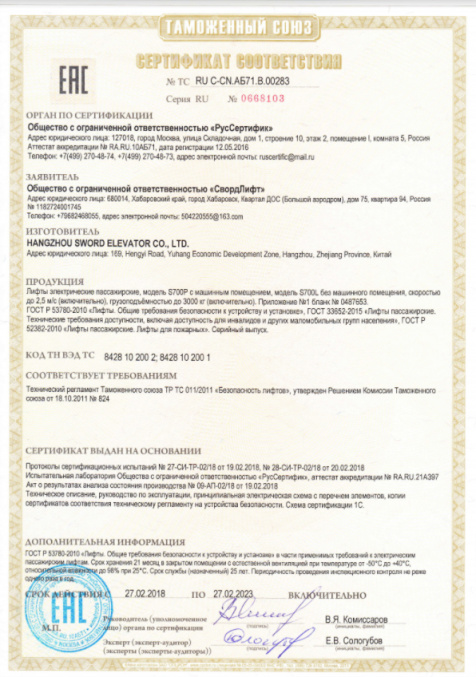 ТАМОЖЕННЫЙ СОЮЗ
СЕРТИФИКАТ СООТВЕТСТВИЯ
ЕАС
№ ТС RU С-CN.АБ71.В.00283
Серия RU № 0668103
ОРГАН ПО СЕРТИФИКАЦИИ
Общество с ограниченной ответственностью «РусСертифик»
Адрес юридического лица: 127018, город Москва, улица Складочная, дом 1, строение 10, этаж 2, помещение I, комната 5, Россия
Аттестат аккредитации № RA.RU.10АБ71, дата регистрации 12.05.2016
Телефоны: +7(499) 270-48-74, +7(499) 270-48-73, адрес электронной почты: ruscertific@mail.ru
ЗАЯВИТЕЛЬ
Общество с ограниченной ответственностью «СвордЛифт»
Адрес юридического лица: 680014, Хабаровский край, город Хабаровск, Квартал ДОС (Большой аэродром), дом 75, квартира 94, Россия
№ 1182724001745
Телефон: +79682468055, адрес электронной почты: 504220555@163.com
ИЗГОТОВИТЕЛЬ
HANGZHOU SWORD ELEVATOR CO., LTD.
Адрес юридического лица: 169, Hengyi Road, Yuhang Economic Development Zone, Hangzhou, Zhejiang Province, Китай
ПРОДУКЦИЯ
Лифты электрические пассажирские, модель S700P с машинным помещением, модель S700L без машинного помещения, скоростью
до 2,5 м/с (включительно), грузоподъёмностью до 3000 кг (включительно). Приложение №1 бланк № 0487653.
ГОСТ Р 53780-2010 «Лифты. Общие требования безопасности к устройству и установке», ГОСТ 33652-2015 «Лифты пассажирские.
Технические требования доступности, включая доступность для инвалидов и других маломобильных групп населения», ГОСТ Р
52382-2010 «Лифты пассажирские. Лифты для пожарных». Серийный выпуск.
КОД ТН ВЭД ТС 8428 10 200 2; 8428 10 200 1
СООТВЕТСТВУЕТ ТРЕБОВАНИЯМ
Технический регламент Таможенного союза ТР ТС 011/2011 «Безопасность лифтов», утвержден Решением Комиссии Таможенного
союза от 18.10.2011 № 824
СЕРТИФИКАТ ВЫДАН НА ОСНОВАНИИ
Протоколы сертификационных испытаний № 27-СИ-ТР-02/18 от 19.02.2018, № 28-СИ-ТР-02/18 от 20.02.2018
Испытательная лаборатория Общества с ограниченной ответственностью «РусСертифик», аттестат аккредитации № RA.RU.21А397
Акт о результатах анализа состояния производства № 09-АП-02/18 от 19.02.2018
Техническое описание, руководство по эксплуатации, принципиальная электрическая схема с перечнем элементов, копии
сертификатов соответствия техническому регламенту на устройства безопасности. Схема сертификации 1С.
ДОПОЛНИТЕЛЬНАЯ ИНФОРМАЦИЯ
ГОСТ Р 53780-2010 «Лифты. Общие требования безопасности к устройству и установке» в части применимых требований к электрическим
пассажирским лифтам. Срок хранения 21 месяц в закрытом помещении с естественной вентиляцией при температуре от -50°С до +40°С,
относительной влажности до 98% при 25°С. Срок службы (назначенный) 25 лет. Периодичность проведения инспекционного контроля не реже
одного раза в год.
СРОК ДЕЙСТВИЯ С 27.02.2018 ПО 27.02.2023 ВКЛЮЧИТЕЛЬНО
ЕАС
М.П.
Руководитель (уполномоченное
лицо) органа по сертификации
(подпись)
В.Я. Комиссаров
(инициалы, фамилия)
Эксперт (эксперт-аудитор)
(эксперты (эксперты-аудиторы))
(подпись)
Е.В. Сологубов
(инициалы, фамилия)